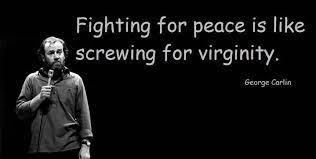 Fighting for peace is like
screwing for virginity.
George Carlin